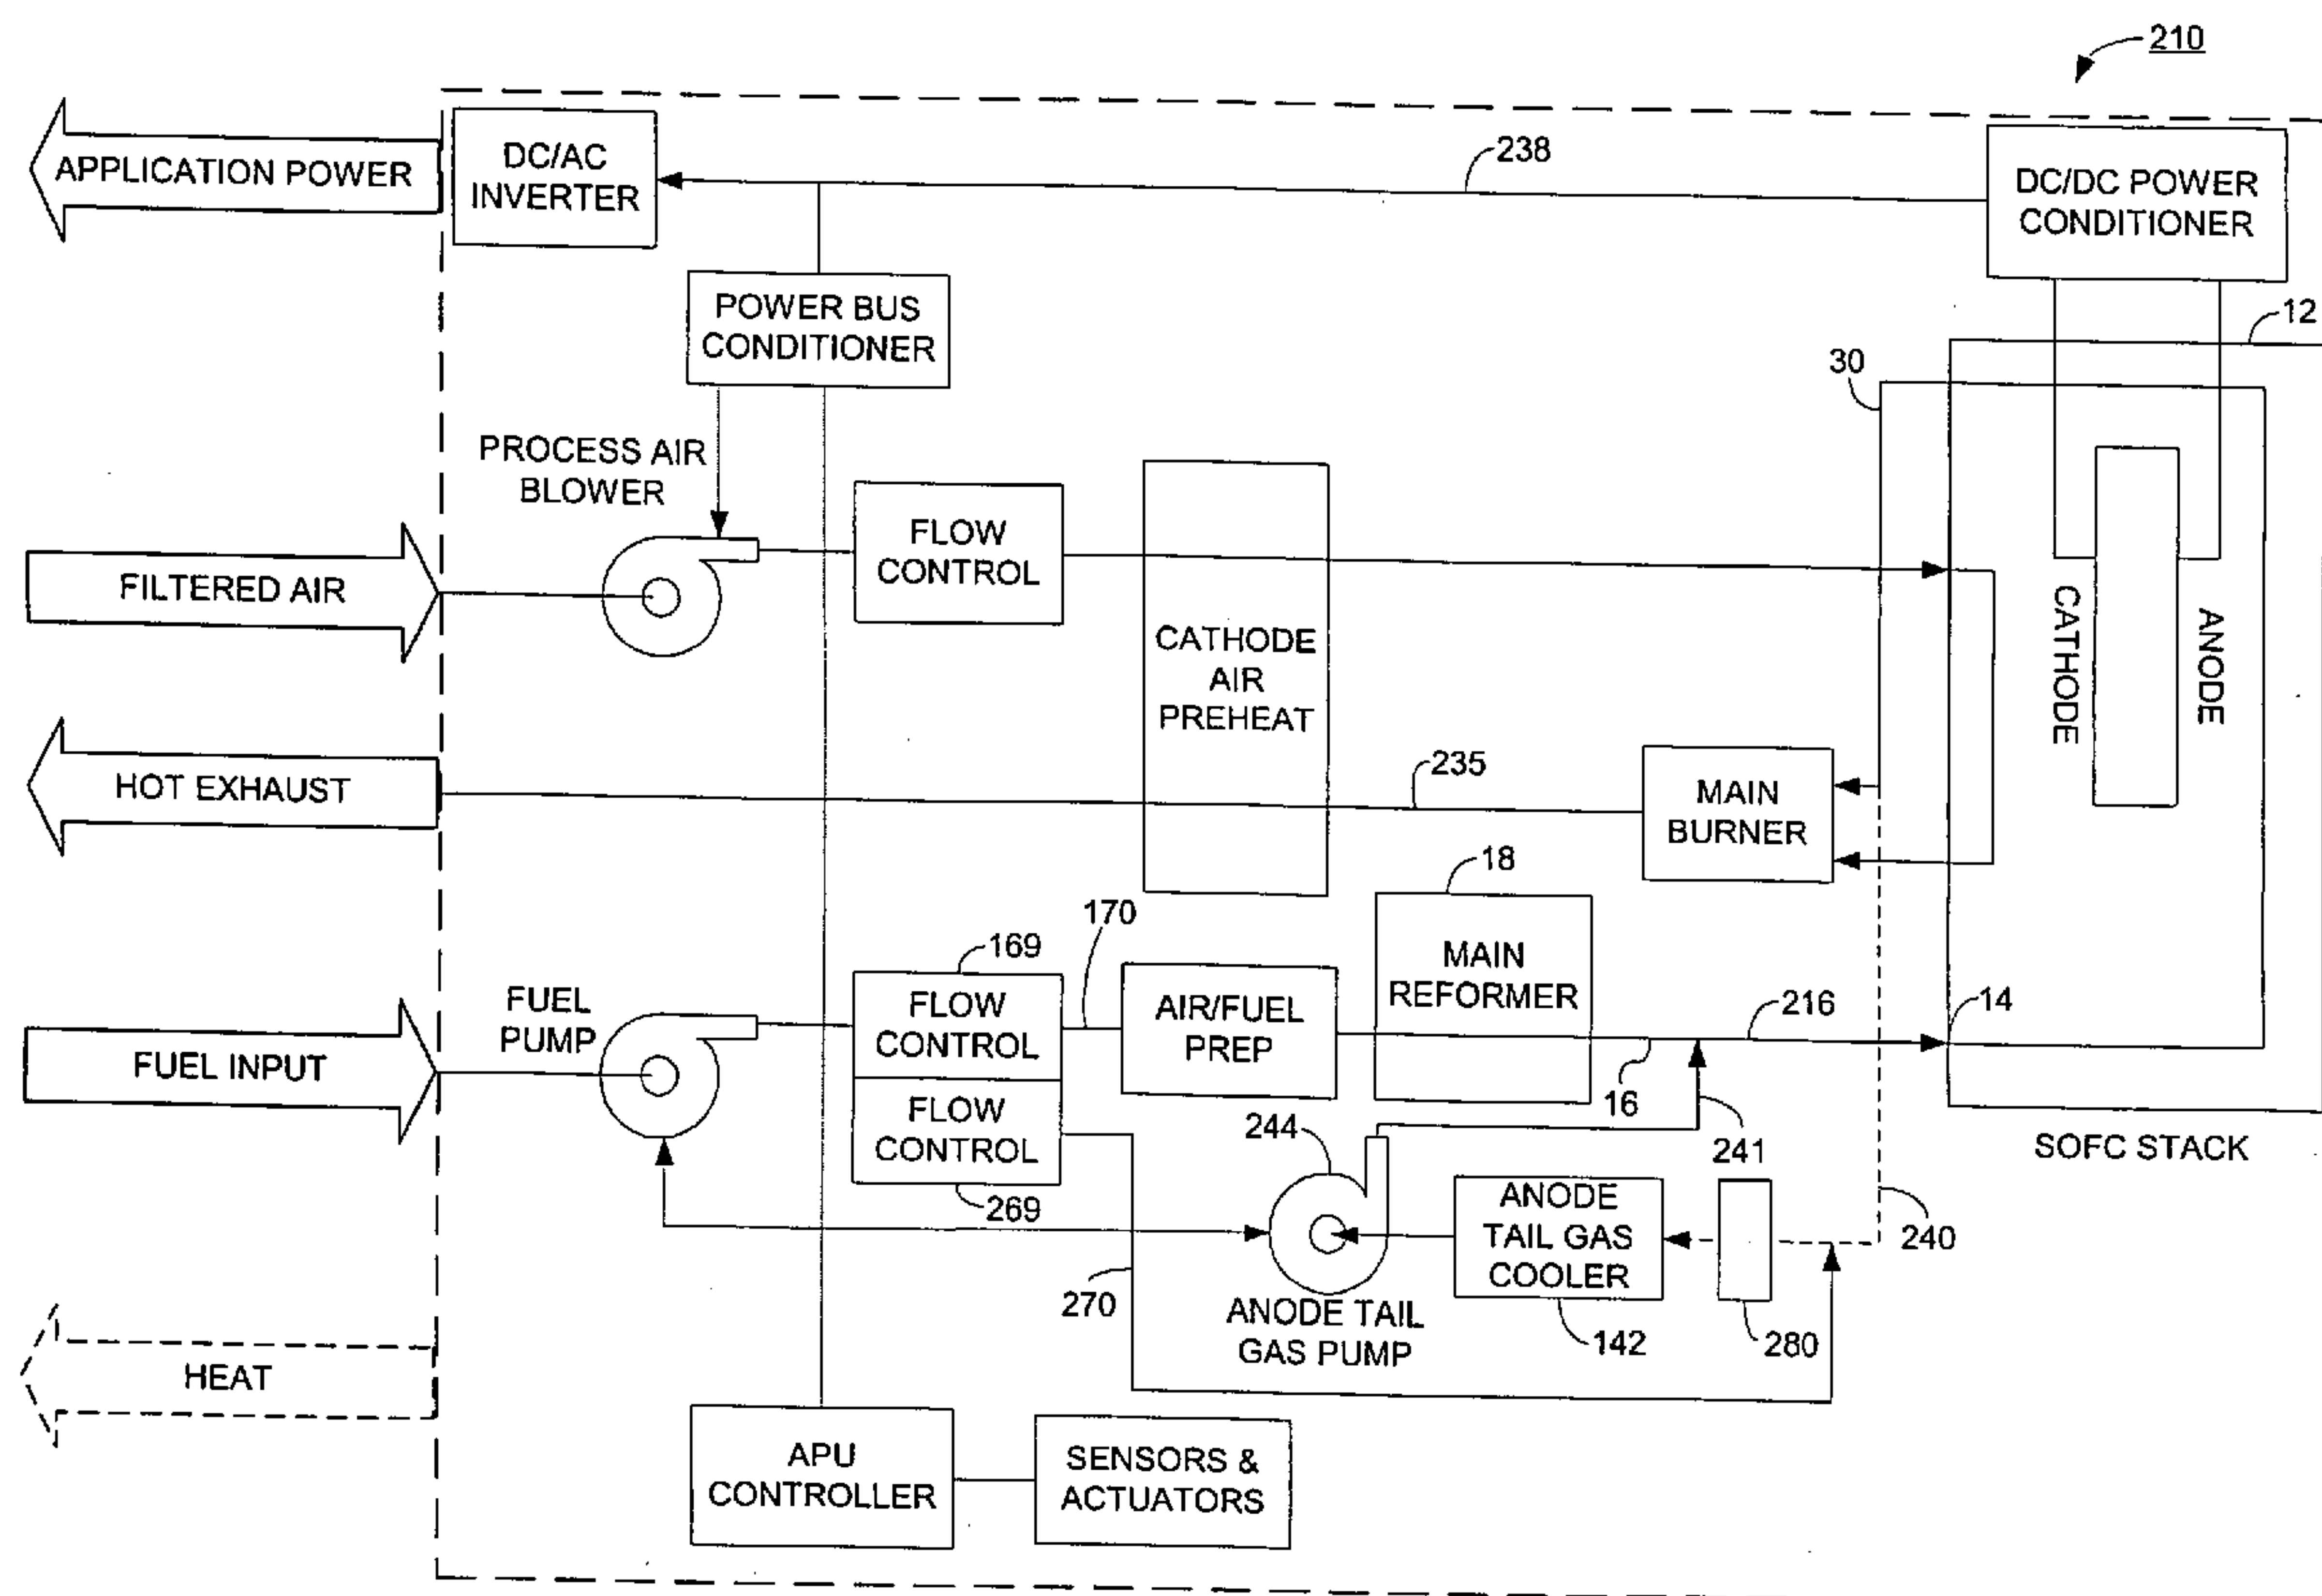 210
APPLICATION POWER
DC/AC
INVERTER
238
DC/DC POWER
CONDITIONER
POWER BUS
CONDITIONER
12
30
PROCESS AIR
BLOWER
FLOW
CONTROL
FILTERED AIR
CATHODE
AIR
PREHEAT
CATHODE
ANODE
HOT EXHAUST
235
MAIN
BURNER
18
170
169
FUEL
PUMP
FLOW
CONTROL
AIR/FUEL
PREP
MAIN
REFORMER
216
14
FUEL INPUT
16
FLOW
CONTROL
244
241
SOFC STACK
269
ANODE
TAIL GAS
COOLER
240
270
ANODE TAIL
GAS PUMP
142
280
HEAT
APU
CONTROLLER
SENSORS &
ACTUATORS